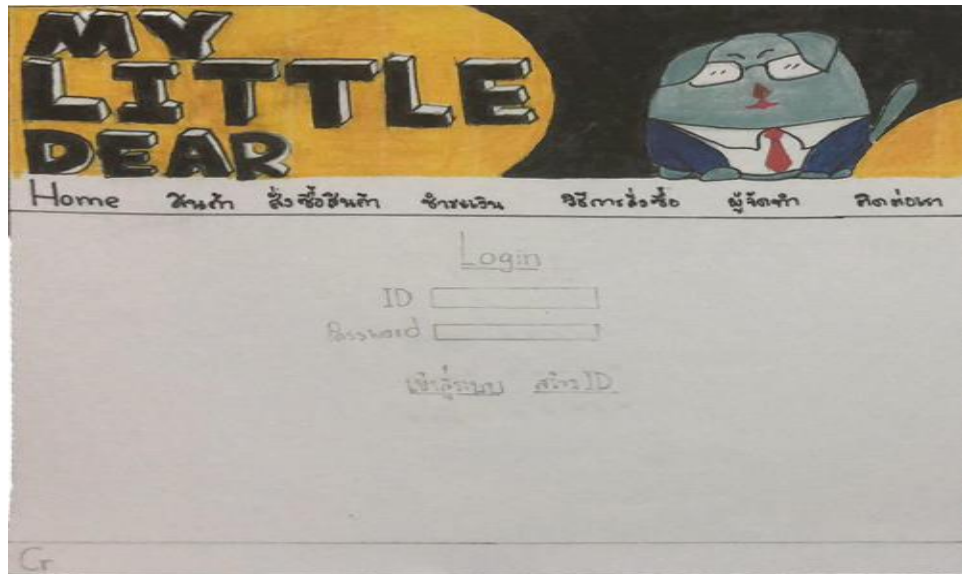 MY
LITTLE
DEAR
Home สินค้า สั่งซื้อสินค้า ชำระเงิน วิธีการสั่งซื้อ ผู้จัดทำ ติดต่อเรา
Login
ID
Password
เข้าสู่ระบบ สร้าง ID
Cr